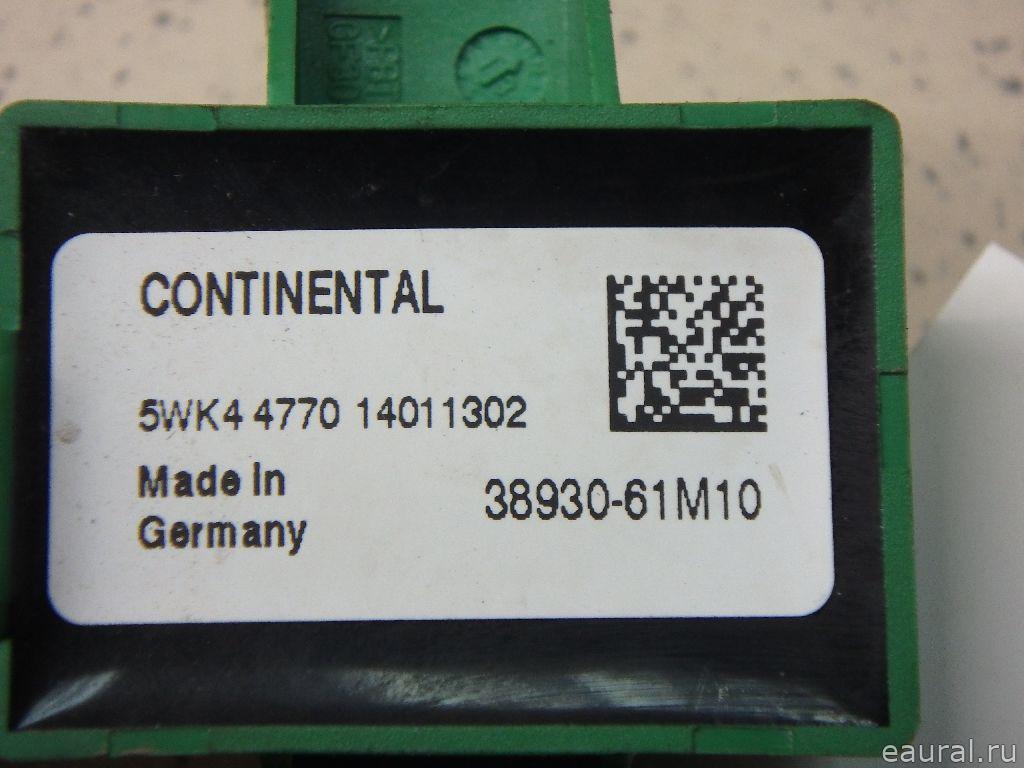 CONTINENTAL
5WK4 4770 14011302
Made In
Germany
38930-61M10
eaural.ru